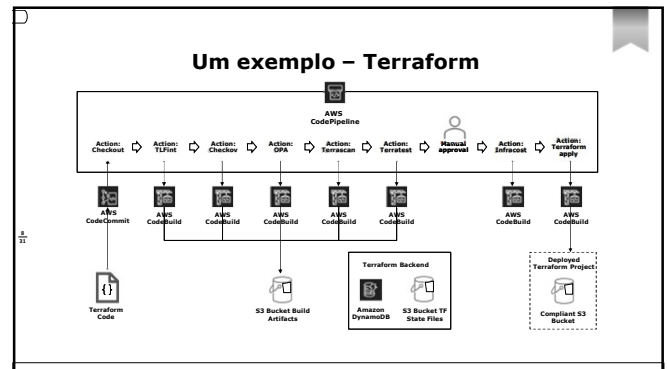 Um exemplo – Terraform
AWS
CodePipeline
Action:
Checkout
Action:
TLFint
Action:
Checkov
Action:
OPA
Action:
Terrascan
Action:
Terratest
Manual
approval
Action:
Infracost
Action:
Terraform
apply
AWS
CodeCommit
AWS
CodeBuild
AWS
CodeBuild
AWS
CodeBuild
AWS
CodeBuild
AWS
CodeBuild
AWS
CodeBuild
AWS
CodeBuild
8
31
{}
Terraform
Code
S3 Bucket Build
Artifacts
Terraform Backend
Amazon
DynamoDB
S3 Bucket TF
State Files
Deployed
Terraform Project
Compliant S3
Bucket